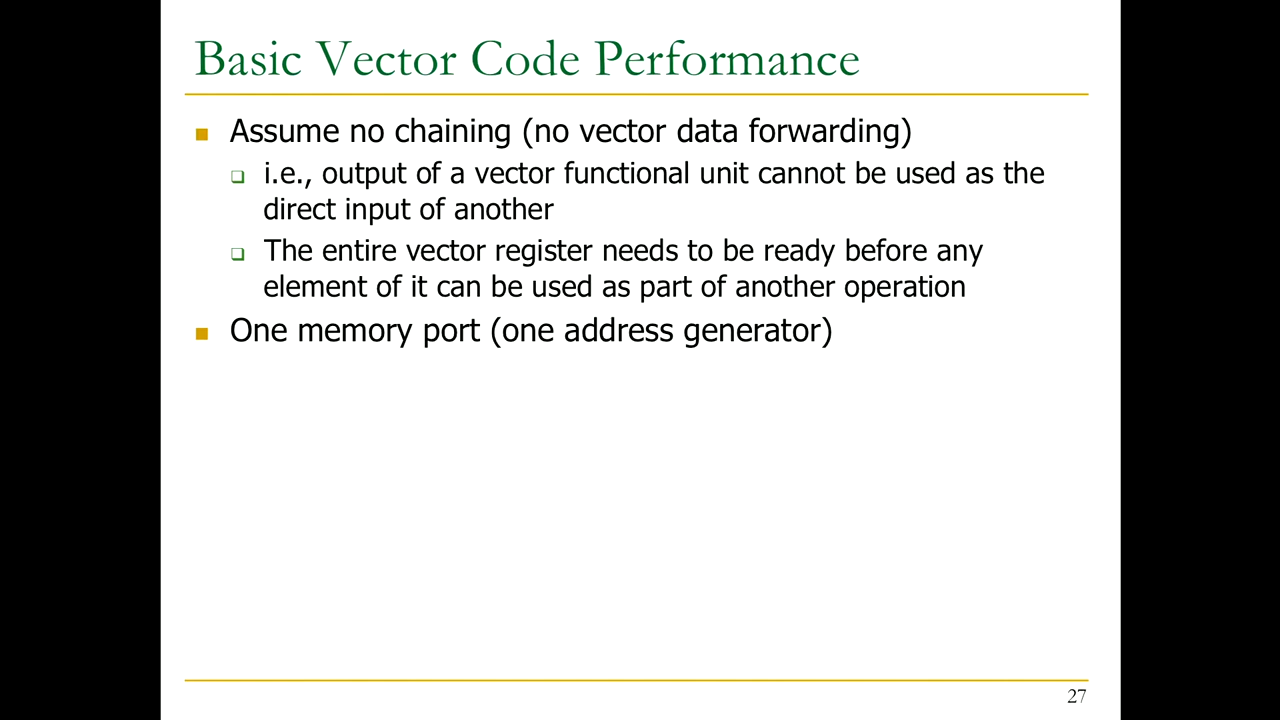 Basic Vector Code Performance
Assume no chaining (no vector data forwarding)
i.e., output of a vector functional unit cannot be used as the
direct input of another
The entire vector register needs to be ready before any
element of it can be used as part of another operation
One memory port (one address generator)
27